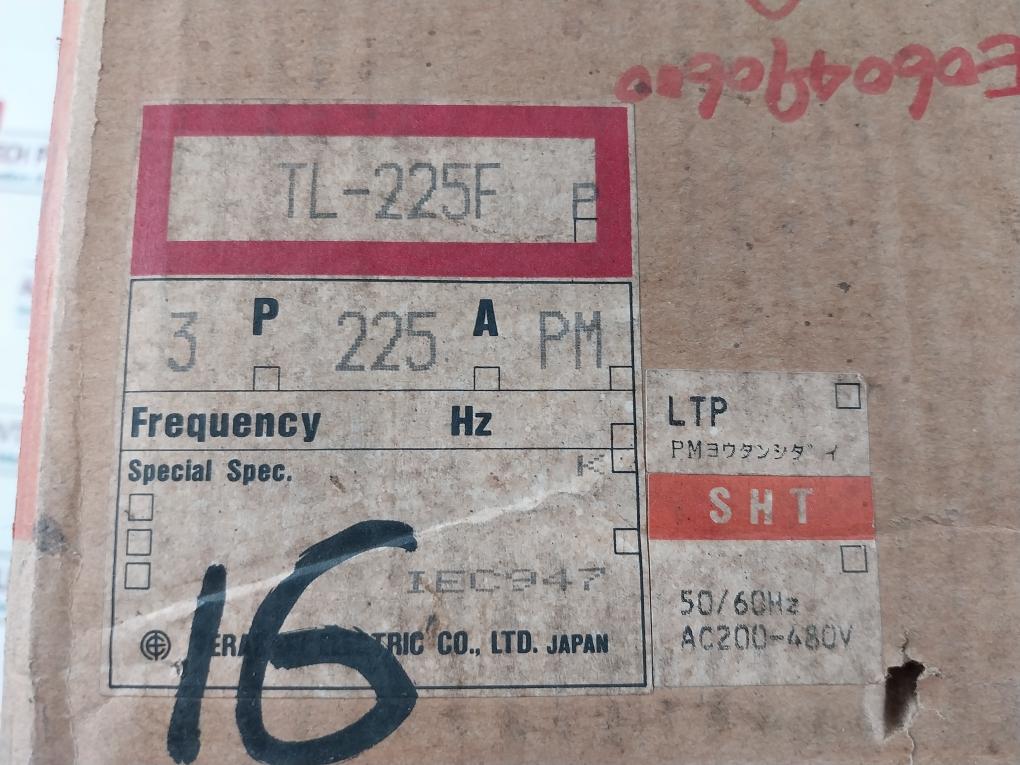 TL-225F
P
3 P 225 A PM
Frequency Hz
Special Spec.
K
IEC947
ELECTRIC CO., LTD. JAPAN
16
LTP
PMヨウタンシダイ
SHT
50/60Hz
AC200-480V